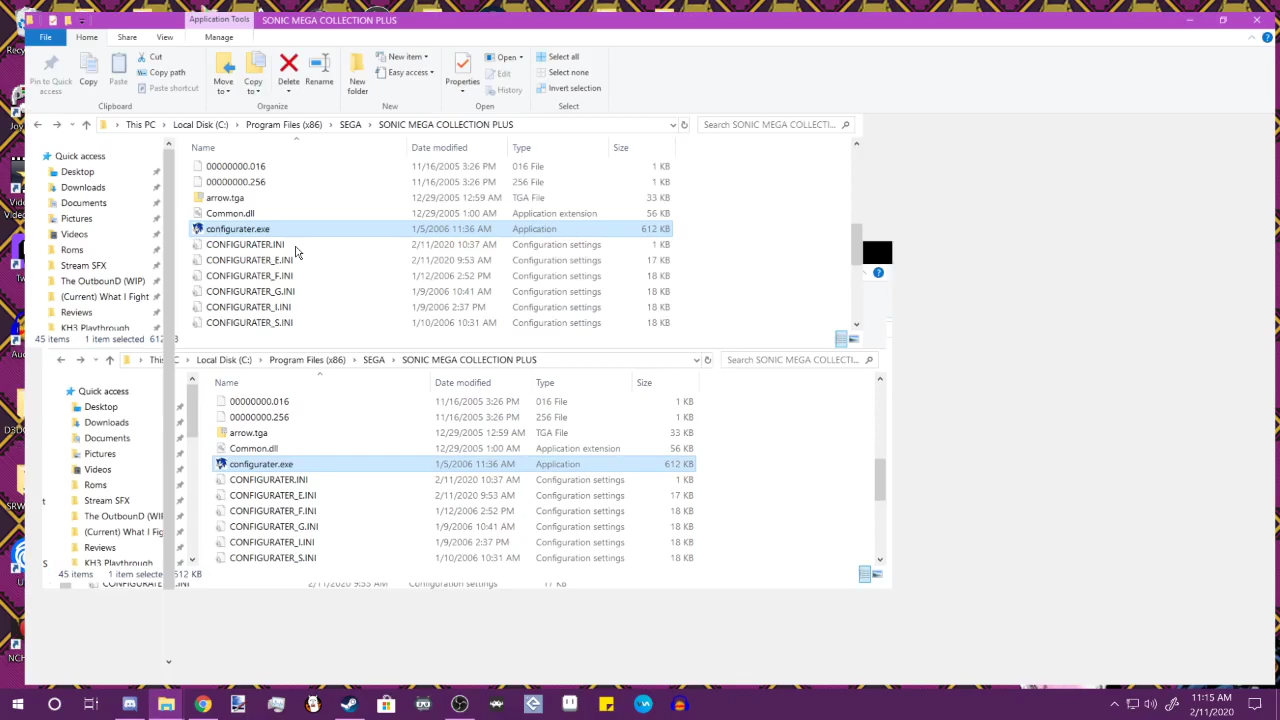 Application Tools SONIC MEGA COLLECTION PLUS
File Home Share View Manage
Pin to Quick access Copy Paste Cut Copy path Paste shortcut Clipboard
Move to Copy to Delete Rename Organize
New folder New item Easy access New
Properties Open Edit History Open
Select all Select none Invert selection Select
This PC > Local Disk (C:) > Program Files (x86) > SEGA > SONIC MEGA COLLECTION PLUS Search SONIC MEGA COLLECTI...
Name Date modified Type Size
00000000.016 11/16/2005 3:26 PM 016 File 1 KB
00000000.256 11/16/2005 3:26 PM 256 File 1 KB
arrow.tga 12/29/2005 12:59 AM TGA File 33 KB
Common.dll 12/29/2005 1:00 AM Application extension 56 KB
configurater.exe 1/5/2006 11:36 AM Application 612 KB
CONFIGURATER.INI 2/11/2020 10:37 AM Configuration settings 1 KB
CONFIGURATER_E.INI 2/11/2020 9:53 AM Configuration settings 17 KB
CONFIGURATER_F.INI 1/12/2006 2:52 PM Configuration settings 18 KB
CONFIGURATER_G.INI 1/9/2006 10:41 AM Configuration settings 18 KB
CONFIGURATER_I.INI 1/9/2006 2:37 PM Configuration settings 18 KB
CONFIGURATER_S.INI 1/10/2006 10:31 AM Configuration settings 18 KB
Quick access
Desktop
Downloads
Documents
Pictures
Videos
Roms
Stream SFX
The OutbounD (WIP)
(Current) What I Fight
Reviews
KH3 Playthrough
45 items 1 item selected 612
Local Disk (C:) > Program Files (x86) > SEGA > SONIC MEGA COLLECTION PLUS Search SONIC MEGA COLLECTI...
Name Date modified Type Size
00000000.016 11/16/2005 3:26 PM 016 File 1 KB
00000000.256 11/16/2005 3:26 PM 256 File 1 KB
arrow.tga 12/29/2005 12:59 AM TGA File 33 KB
Common.dll 12/29/2005 1:00 AM Application extension 56 KB
configurater.exe 1/5/2006 11:36 AM Application 612 KB
CONFIGURATER.INI 2/11/2020 10:37 AM Configuration settings 1 KB
CONFIGURATER_E.INI 2/11/2020 9:53 AM Configuration settings 17 KB
CONFIGURATER_F.INI 1/12/2006 2:52 PM Configuration settings 18 KB
CONFIGURATER_G.INI 1/9/2006 10:41 AM Configuration settings 18 KB
CONFIGURATER_I.INI 1/9/2006 2:37 PM Configuration settings 18 KB
CONFIGURATER_S.INI 1/10/2006 10:31 AM Configuration settings 18 KB
Quick access
Desktop
Downloads
Documents
Pictures
Videos
Roms
Stream SFX
The OutbounD (WIP
(Current) What I Fig
Reviews
KH3 Playthrough
45 items 1 item selecte 612 KB
11:15 AM
2/11/2020